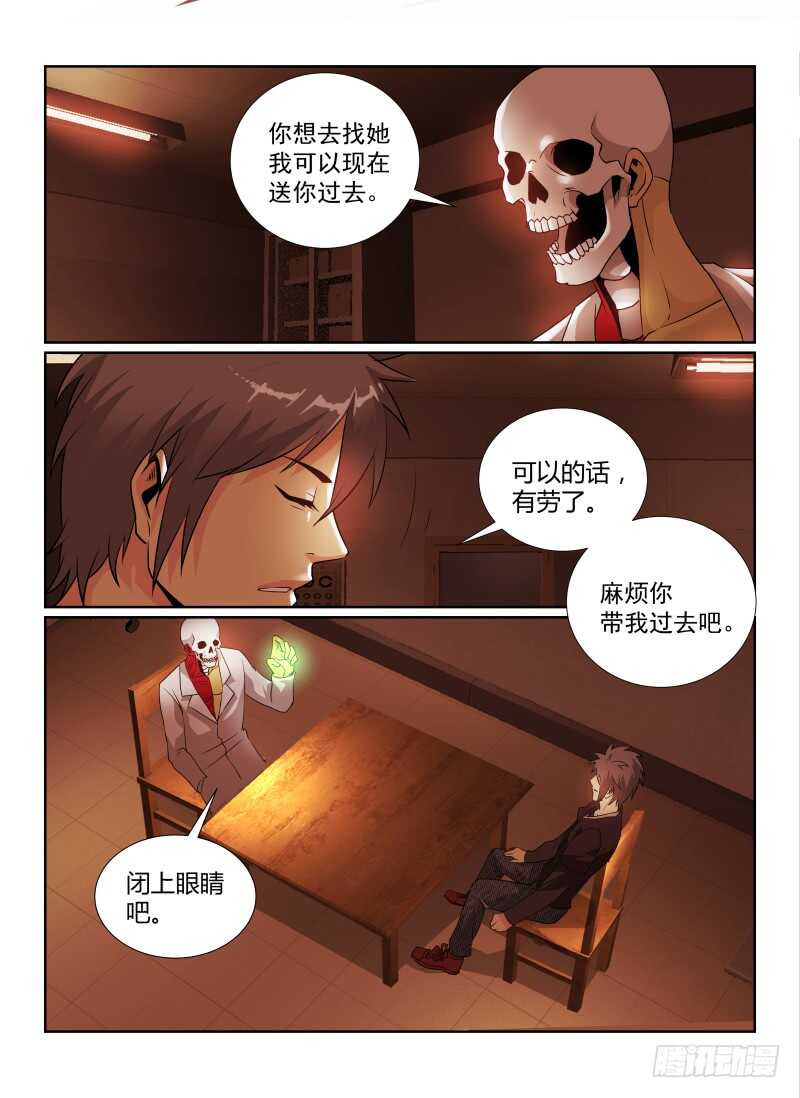 你想去找她
我可以现在
送你过去。
可以的话，
有劳了。
麻烦你
带我过去吧。
闭上眼睛
吧。
腾讯动漫